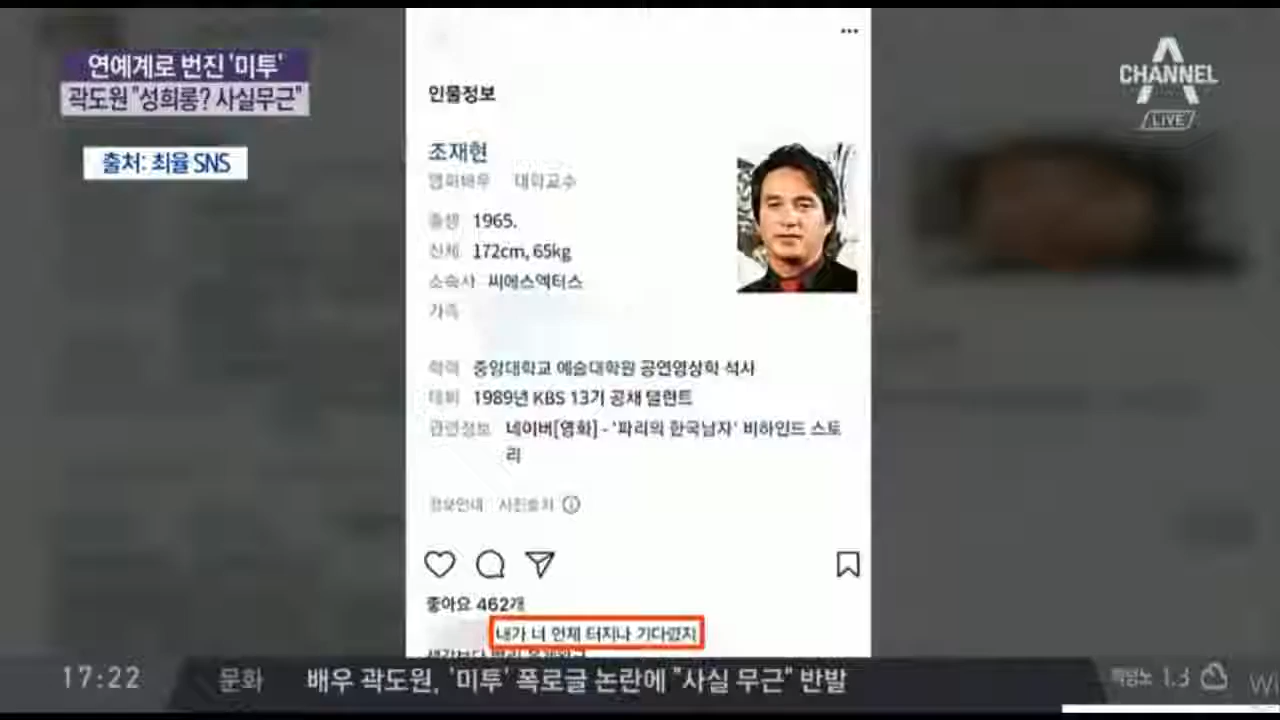 연예계로 번진 '미투'
곽도원 "성희롱? 사실무근"
출처: 최율 SNS
CHANNEL A
LIVE
인물정보
조재현
영화배우 대학교수
출생 1965.
신체 172cm, 65kg
소속사 씨에스액터스
가족
학력 중앙대학교 예술대학원 공연영상학 석사
데뷔 1989년 KBS 13기 공채 탤런트
관련정보 네이버[영화] - '파리의 한국남자' 비하인드 스토
리
정보안내 사진출처
좋아요 462개
내가 너 언제 터지나 기다렸지
17:22
문화
배우 곽도원, '미투' 폭로글 논란에 "사실 무근" 반발
1.3